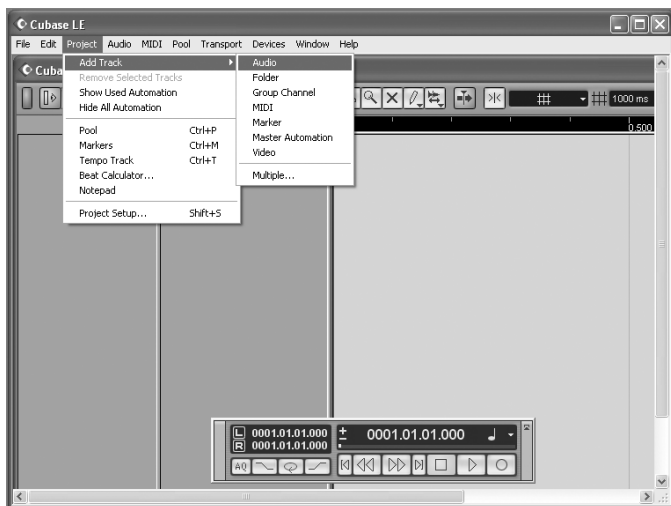 Cubase LE
File Edit Project Audio MIDI Pool Transport Devices Window Help
Add Track
Remove Selected Tracks
Show Used Automation
Hide All Automation
Pool Ctrl+P
Markers Ctrl+M
Tempo Track Ctrl+T
Beat Calculator...
Notepad
Project Setup... Shift+S
Audio
Folder
Group Channel
MIDI
Marker
Master Automation
Video
Multiple...
Cuba
1000 ms
0.500
L 0001.01.01.000
R 0001.01.01.000
0001.01.01.000
AQ